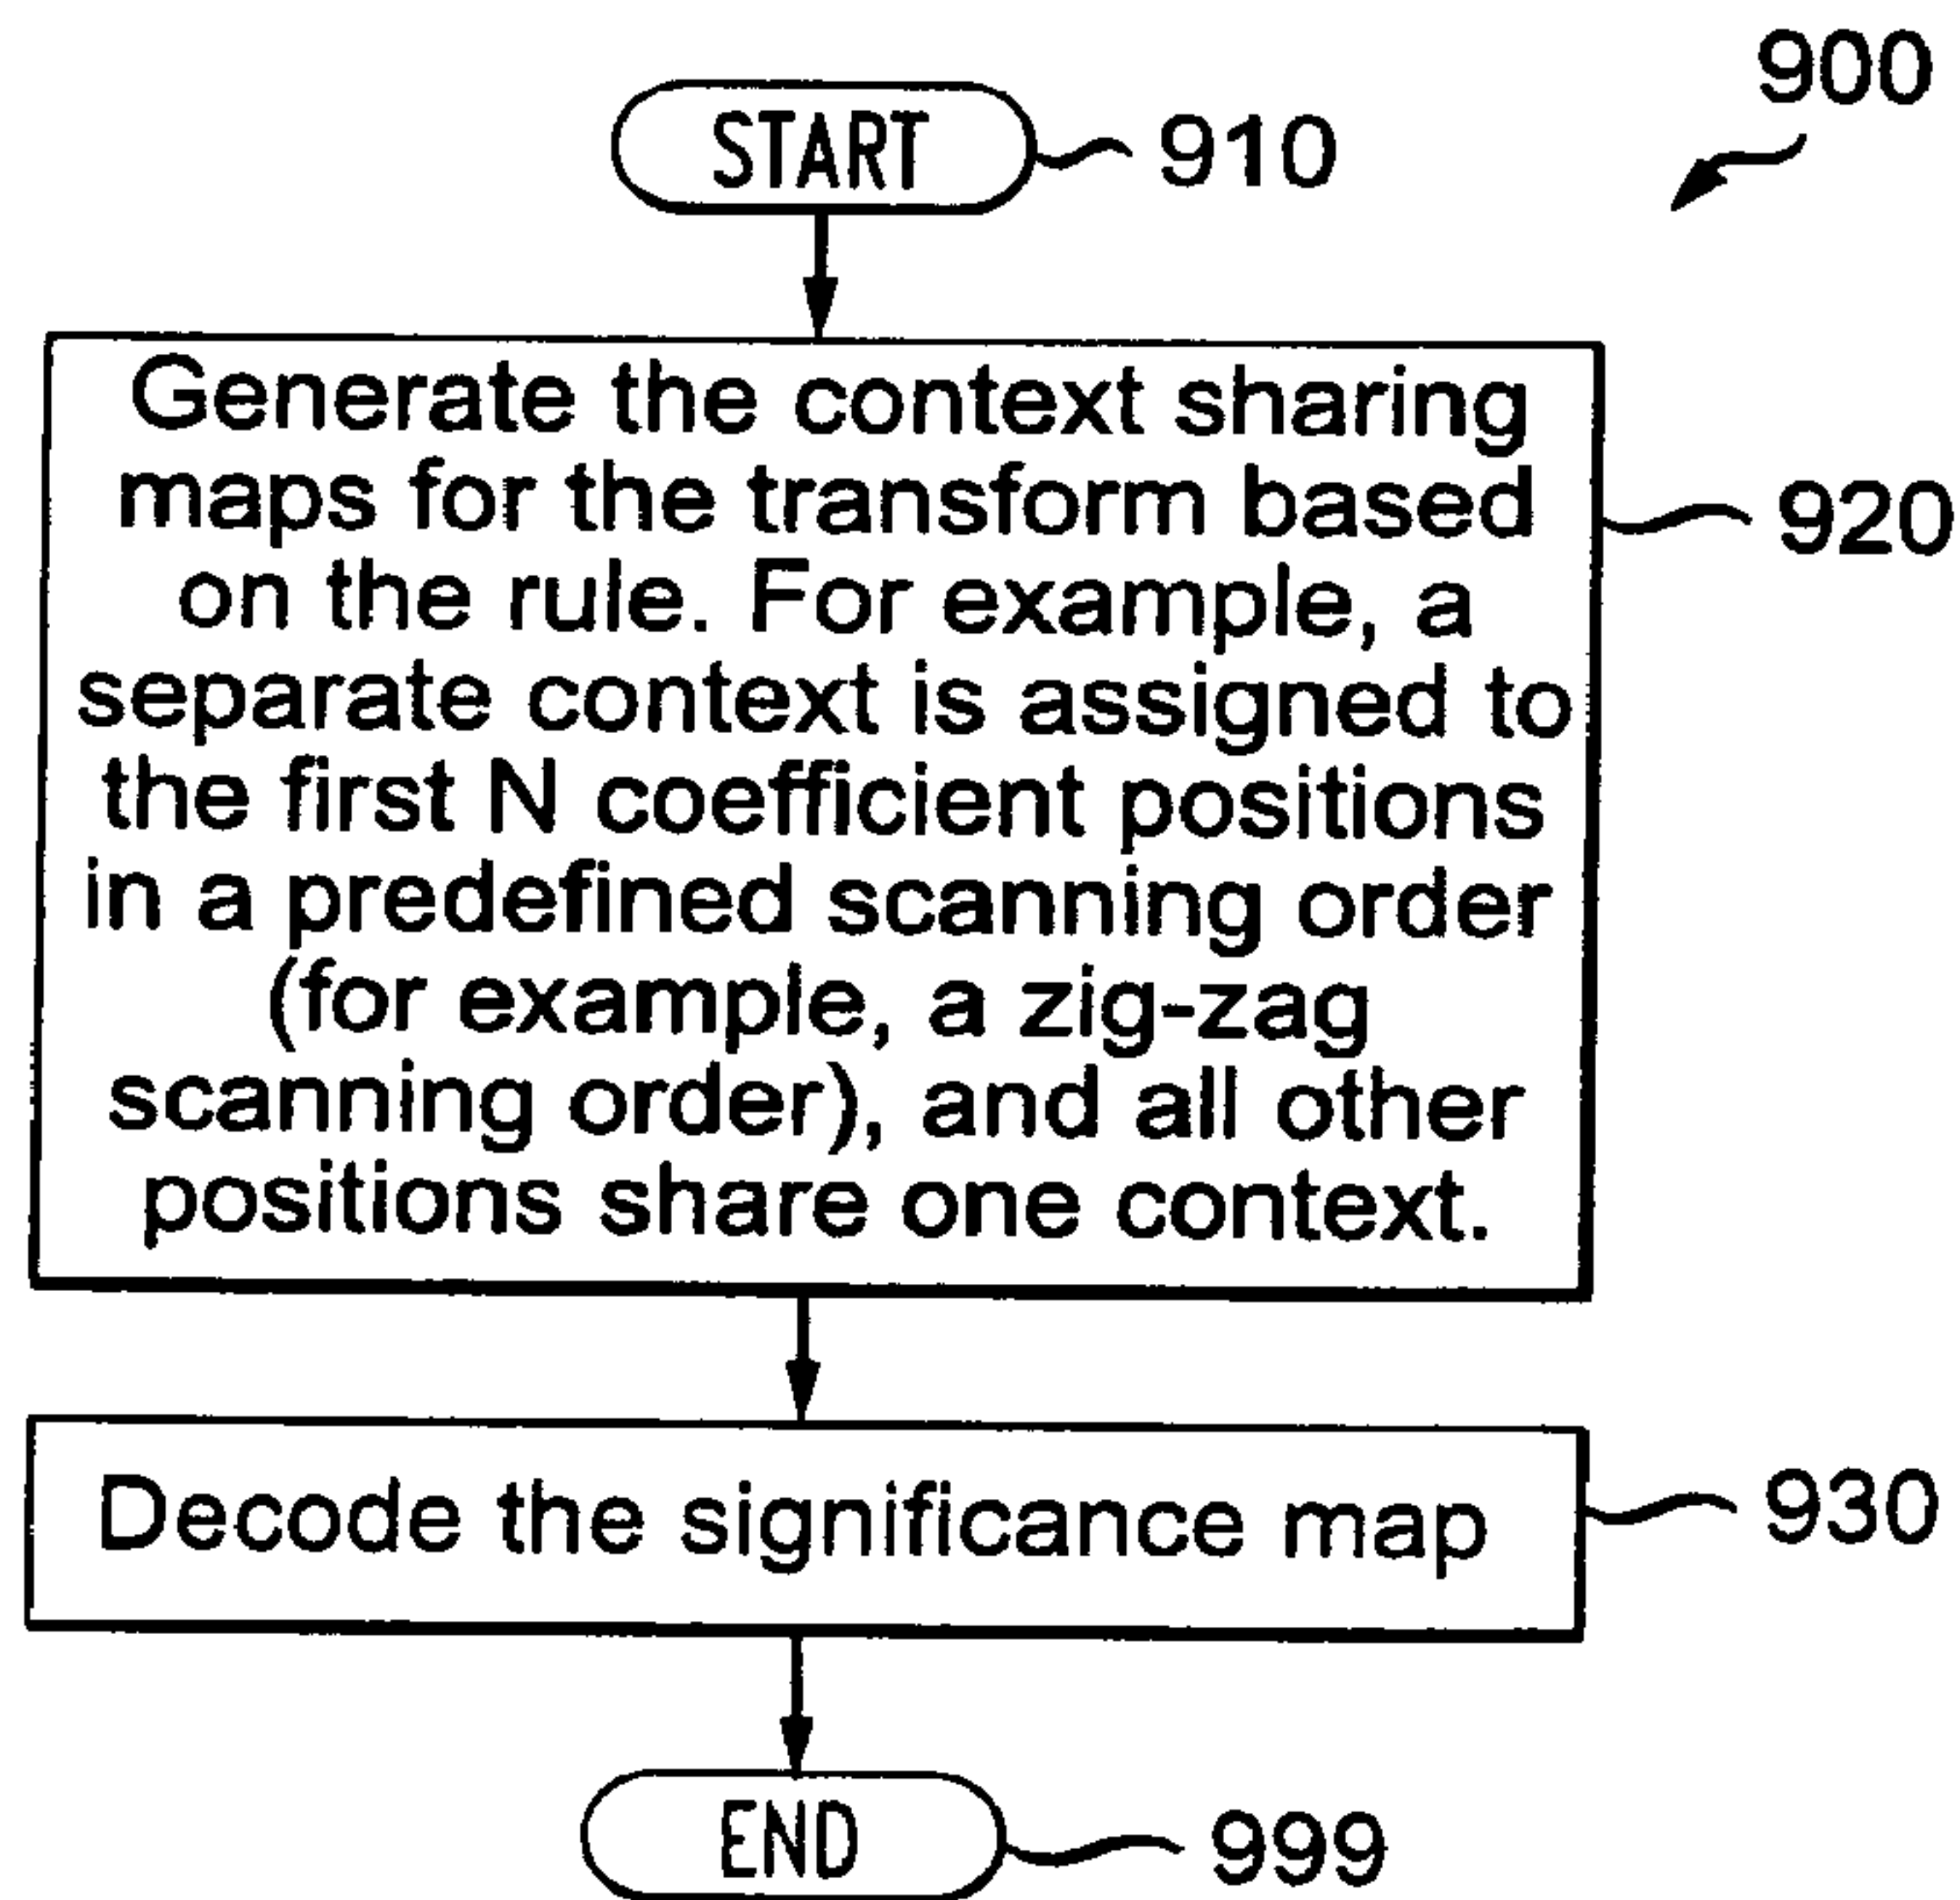 900
START
910
Generate the context sharing
maps for the transform based
on the rule. For example, a
separate context is assigned to
the first N coefficient positions
in a predefined scanning order
(for example, a zig-zag
scanning order), and all other
positions share one context.
920
Decode the significance map
930
END
999